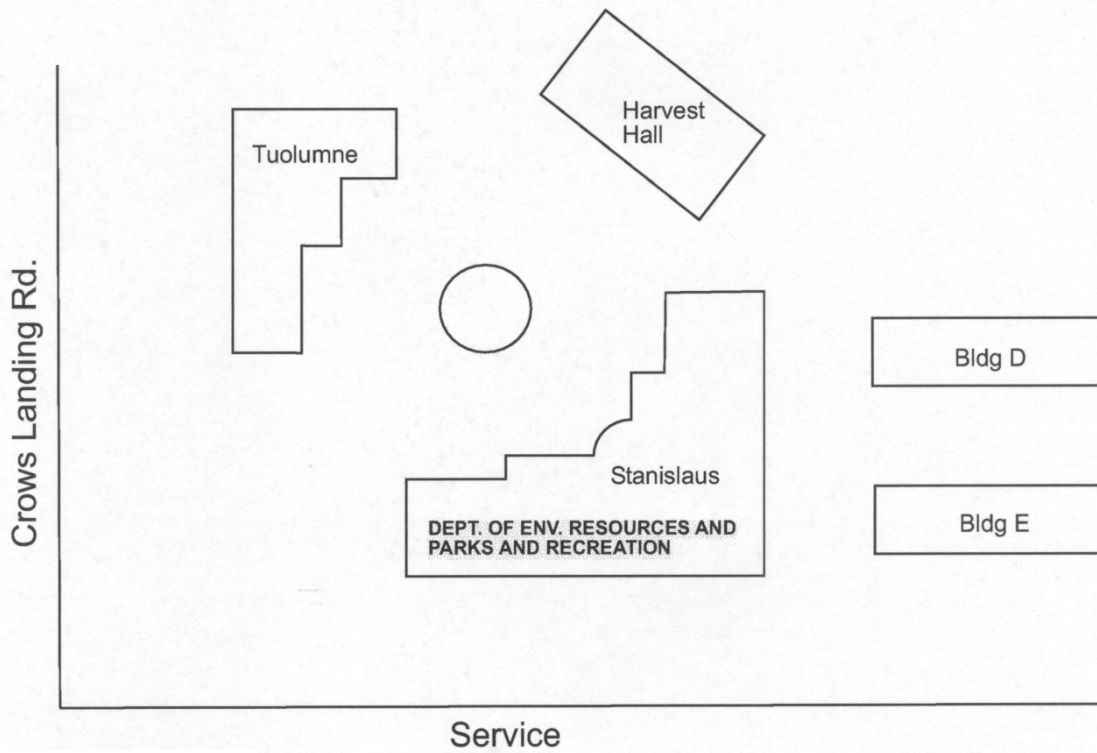 Harvest
Hall
Tuolumne
Crows Landing Rd.
Bldg D
Stanislaus
DEPT. OF ENV. RESOURCES AND
PARKS AND RECREATION
Bldg E
Service